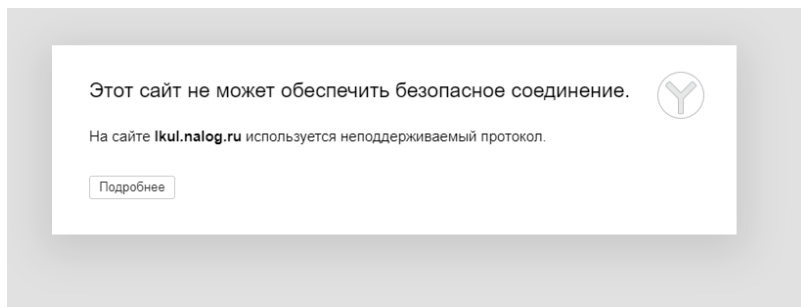 Этот сайт не может обеспечить безопасное соединение.
На сайте lkul.nalog.ru используется неподдерживаемый протокол.
Подробнее